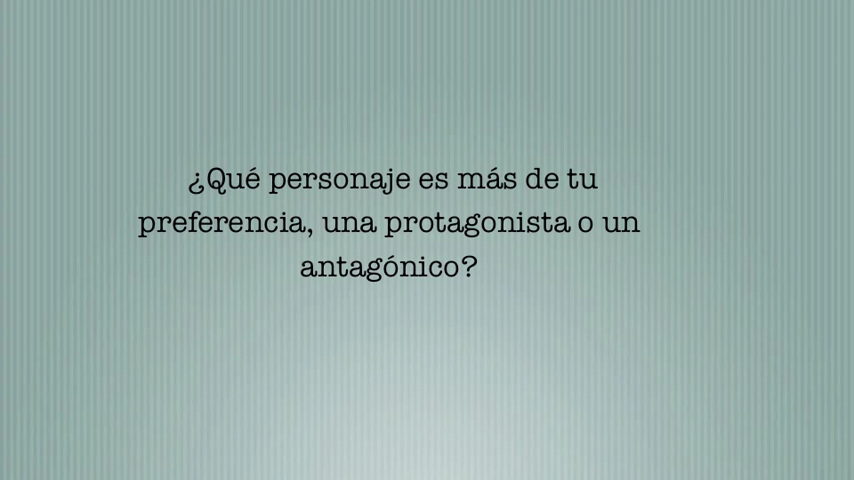 ¿Qué personaje es más de tu
preferencia, una protagonista o un
antagónico?